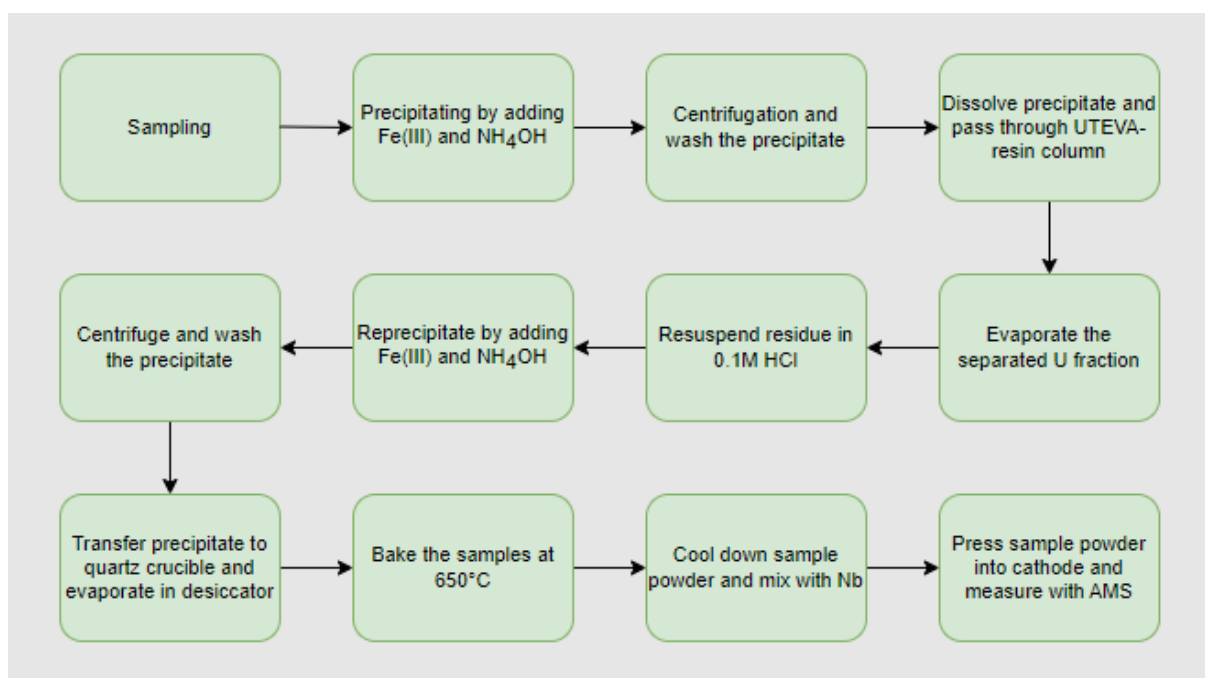 Sampling
Precipitating by adding
Fe(III) and NH4OH
Centrifugation and
wash the precipitate
Dissolve precipitate and
pass through UTEVA-
resin column
Centrifuge and wash
the precipitate
Reprecipitate by adding
Fe(III) and NH4OH
Resuspend residue in
0.1M HCl
Evaporate the
separated U fraction
Transfer precipitate to
quartz crucible and
evaporate in desiccator
Bake the samples at
650°C
Cool down sample
powder and mix with Nb
Press sample powder
into cathode and
measure with AMS